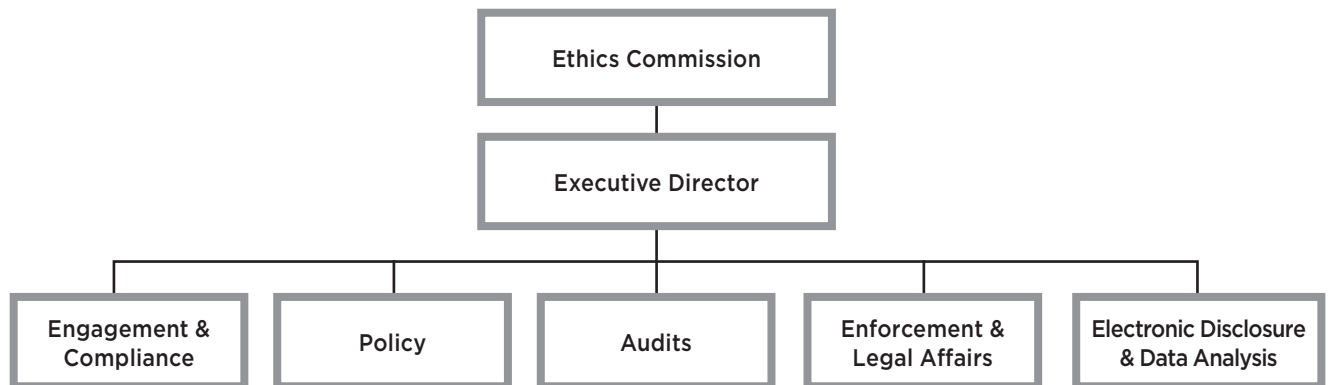 Ethics Commission
Executive Director
Engagement &
Compliance
Policy
Audits
Enforcement &
Legal Affairs
Electronic Disclosure
& Data Analysis